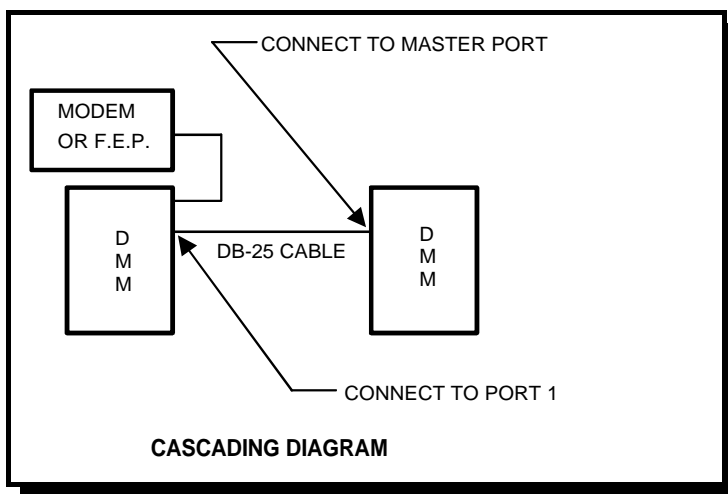 CONNECT TO MASTER PORT
MODEM
OR F.E.P.
D
M
M
DB-25 CABLE
D
M
M
CONNECT TO PORT 1
CASCADING DIAGRAM